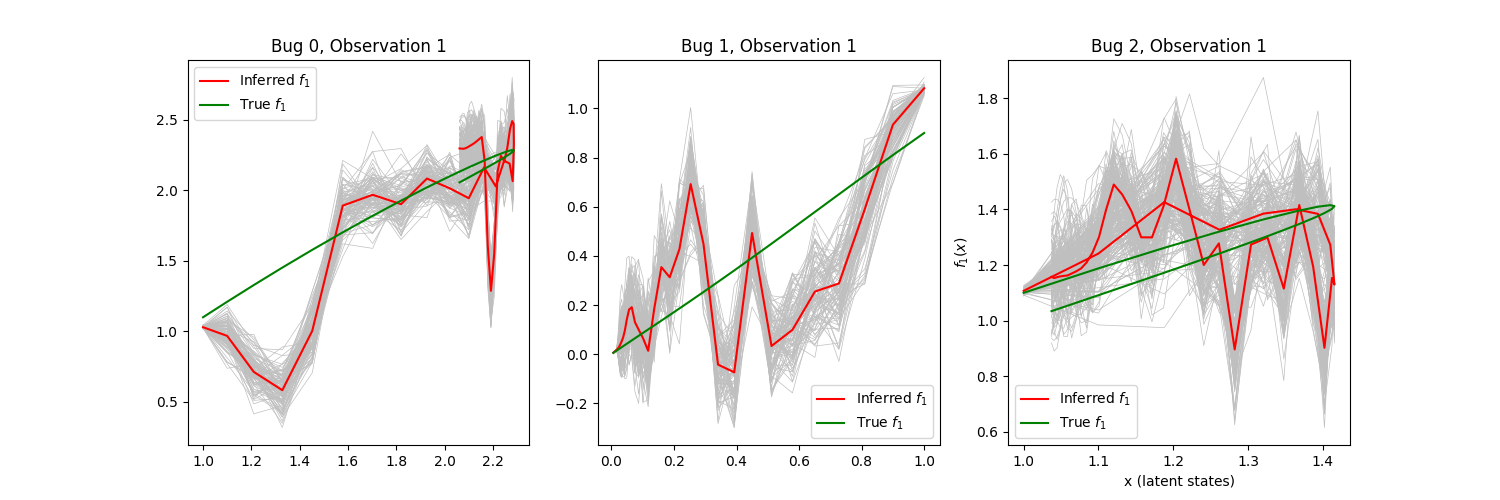 Bug 0, Observation 1
Inferred f₁
True f₁
2.5
2.0
1.5
1.0
0.5
1.0 1.2 1.4 1.6 1.8 2.0 2.2
Bug 1, Observation 1
1.0
0.8
0.6
0.4
0.2
0.0
−0.2
Inferred f₁
True f₁
0.0 0.2 0.4 0.6 0.8 1.0
Bug 2, Observation 1
f₁(x)
1.8
1.6
1.4
1.2
1.0
0.8
0.6
Inferred f₁
True f₁
1.0 1.1 1.2 1.3 1.4
x (latent states)